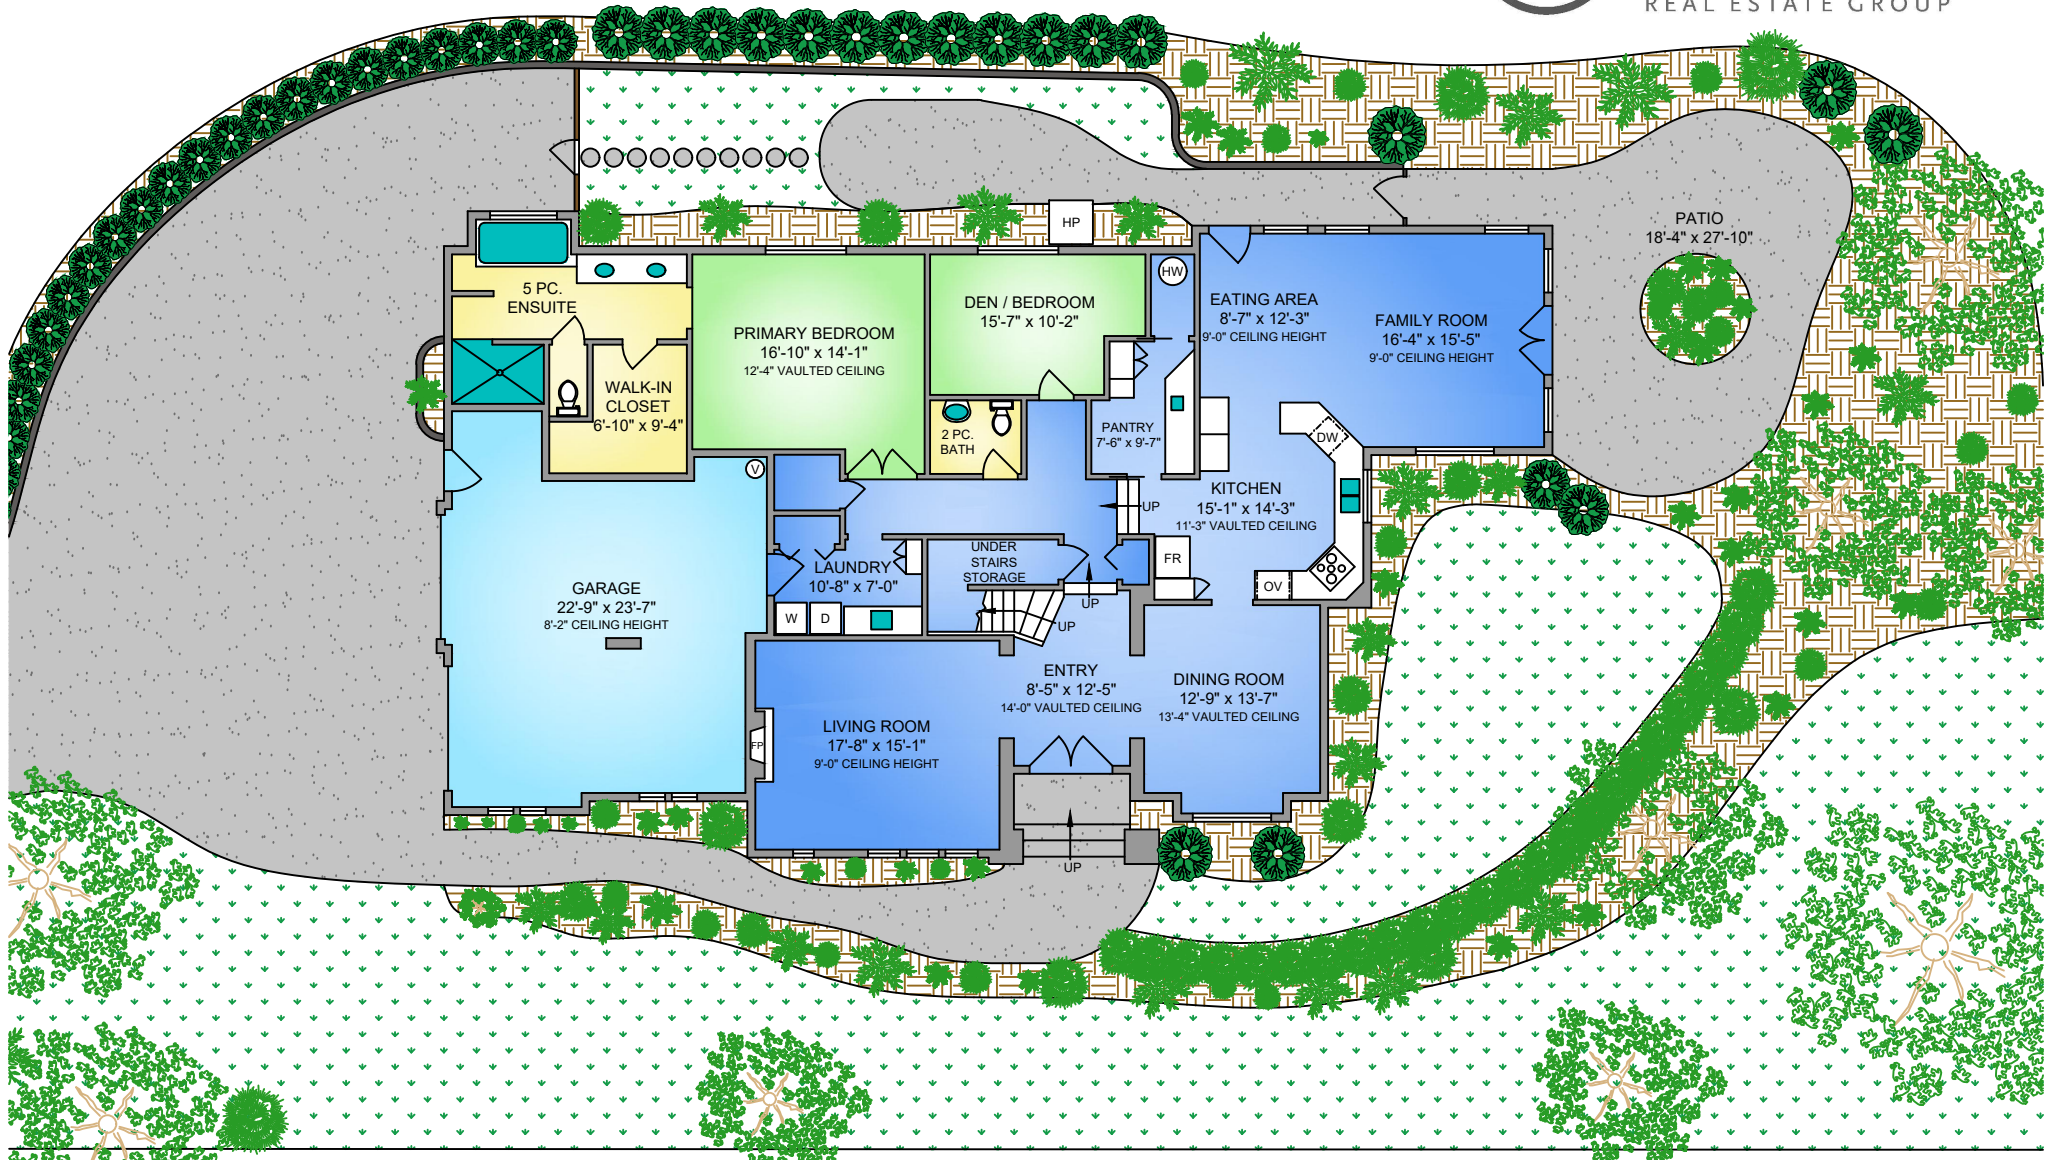 REAL ESTATE GROUP
PATIO
18'-4" x 27'-10"
HP
HW
5 PC.
ENSUITE
PRIMARY BEDROOM
16'-10" x 14'-1"
12'-4" VAULTED CEILING
DEN / BEDROOM
15'-7" x 10'-2"
EATING AREA
8'-7" x 12'-3"
9'-0" CEILING HEIGHT
FAMILY ROOM
16'-4" x 15'-5"
9'-0" CEILING HEIGHT
WALK-IN
CLOSET
6'-10" x 9'-4"
2 PC.
BATH
PANTRY
7'-6" x 9'-7"
DW
V
KITCHEN
15'-1" x 14'-3"
11'-3" VAULTED CEILING
UP
FR
OV
UNDER
STAIRS
STORAGE
LAUNDRY
10'-8" x 7'-0"
W
D
UP
UP
GARAGE
22'-9" x 23'-7"
8'-2" CEILING HEIGHT
ENTRY
8'-5" x 12'-5"
14'-0" VAULTED CEILING
DINING ROOM
12'-9" x 13'-7"
13'-4" VAULTED CEILING
LIVING ROOM
17'-8" x 15'-1"
9'-0" CEILING HEIGHT
FP
UP